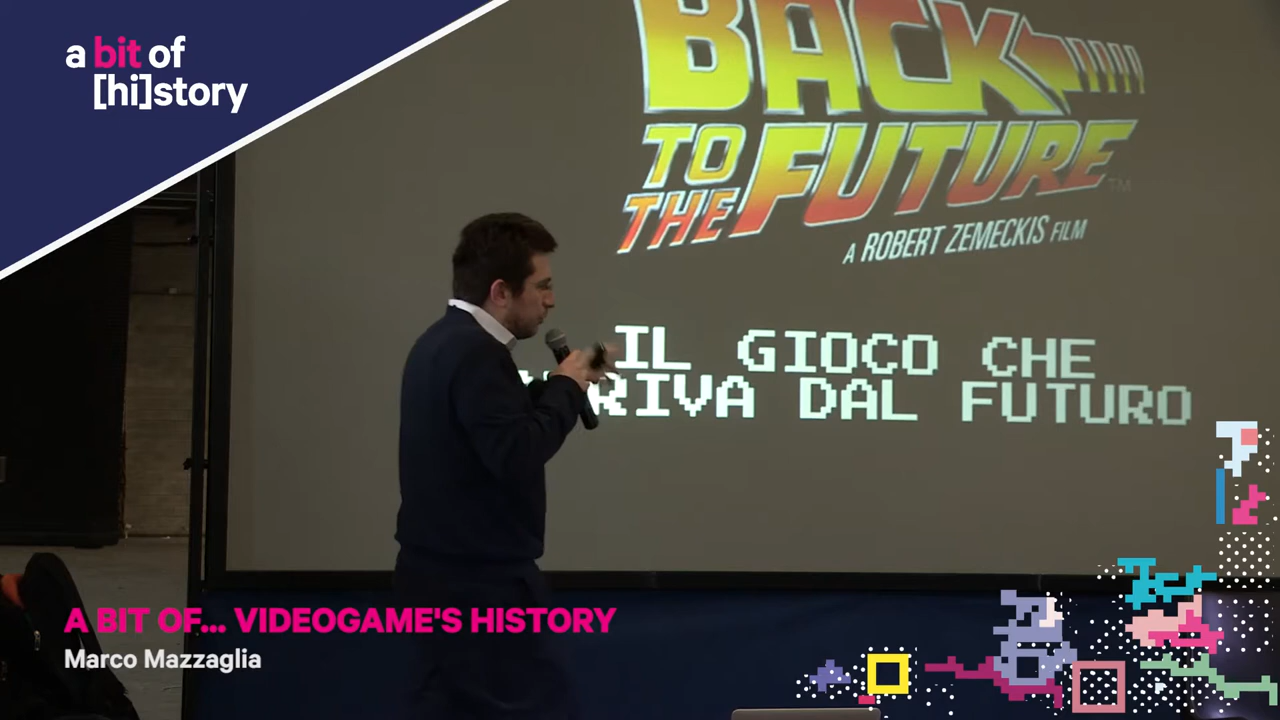 a bit of
[hi]story
BACK
TO THE FUTURE™
A ROBERT ZEMECKIS FILM
IL GIOCO CHE
DAL FUTURO
A BIT OF... VIDEOGAME'S HISTORY
Marco Mazzaglia